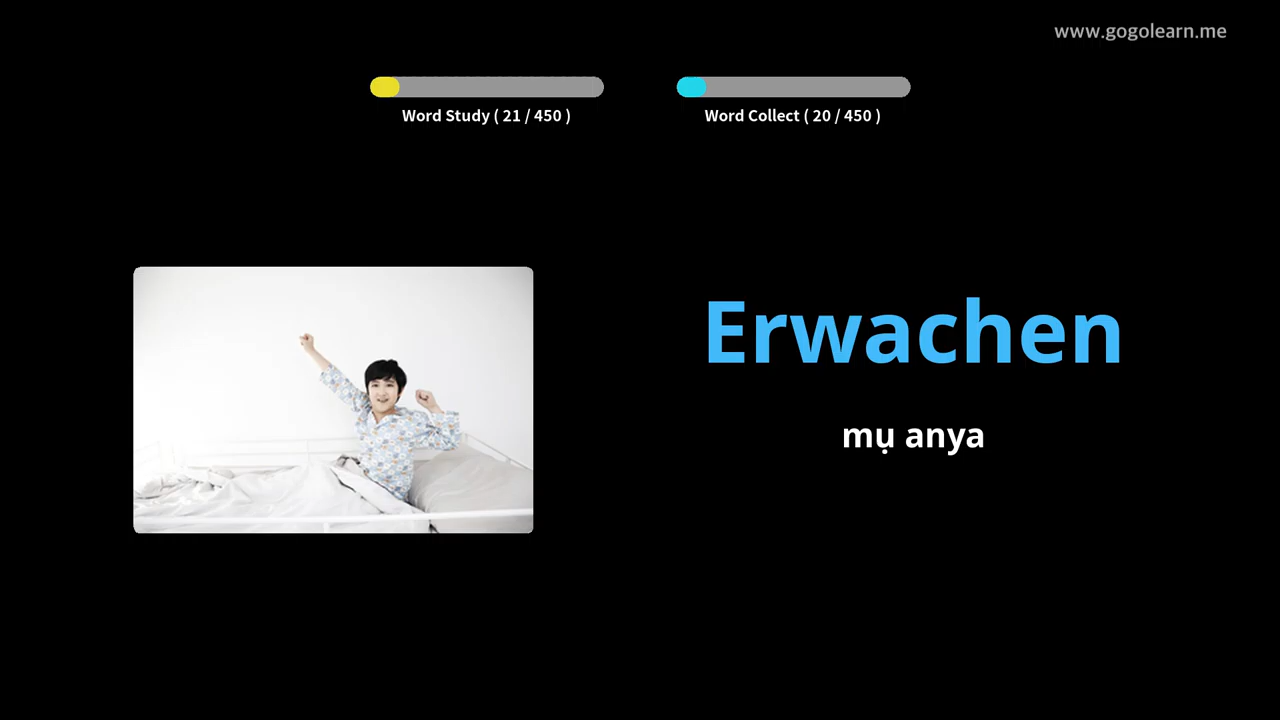 www.gogolearn.me
Word Study ( 21 / 450 )
Word Collect ( 20 / 450 )
Erwachen
mụ anya